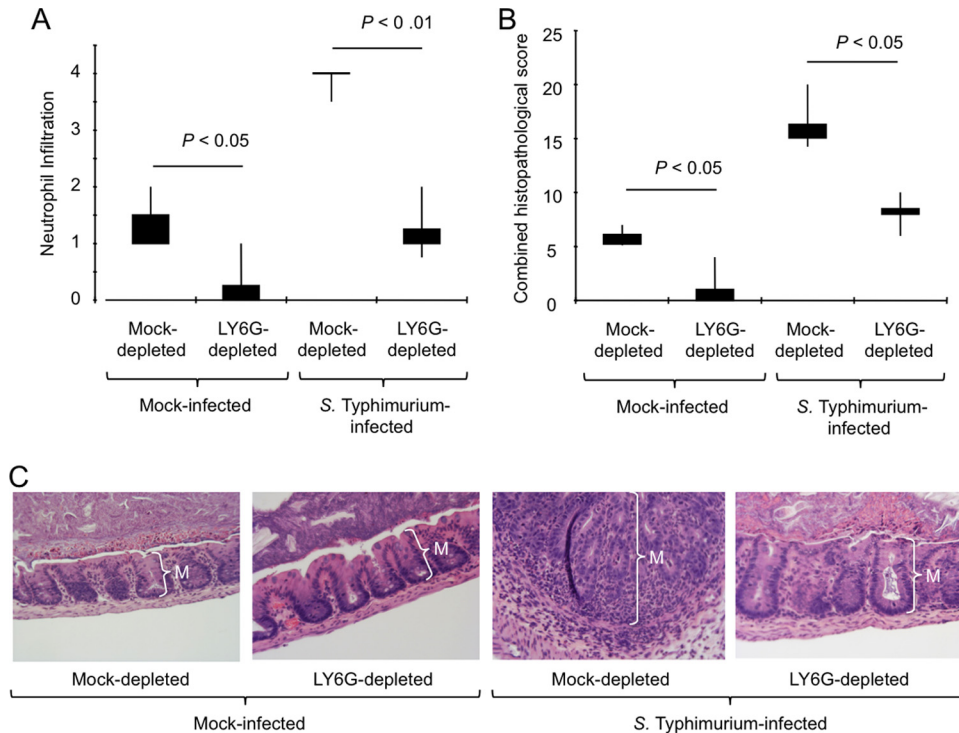 A
P < 0 .01
P < 0.05
Neutrophil Infiltration
4
3
2
1
0
Mock-
depleted
LY6G-
depleted
Mock-
depleted
LY6G-
depleted
Mock-infected
S. Typhimurium-
infected
B
P < 0.05
P < 0.05
Combined histopathological score
25
20
15
10
5
0
Mock-
depleted
LY6G-
depleted
Mock-
depleted
LY6G-
depleted
Mock-infected
S. Typhimurium-
infected
C
M
M
M
M
Mock-depleted
LY6G-depleted
Mock-depleted
LY6G-depleted
Mock-infected
S. Typhimurium-infected